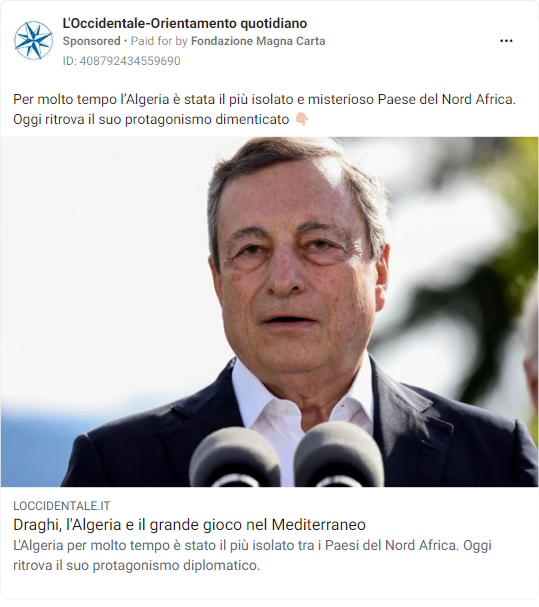 L'Occidentale-Orientamento quotidiano
Sponsored • Paid for by Fondazione Magna Carta
ID: 408792434559690
Per molto tempo l’Algeria è stata il più isolato e misterioso Paese del Nord Africa.
Oggi ritrova il suo protagonismo dimenticato 👇🏻
LOCCIDENTALE.IT
Draghi, l'Algeria e il grande gioco nel Mediterraneo
L'Algeria per molto tempo è stato il più isolato tra i Paesi del Nord Africa. Oggi
ritrova il suo protagonismo diplomatico.